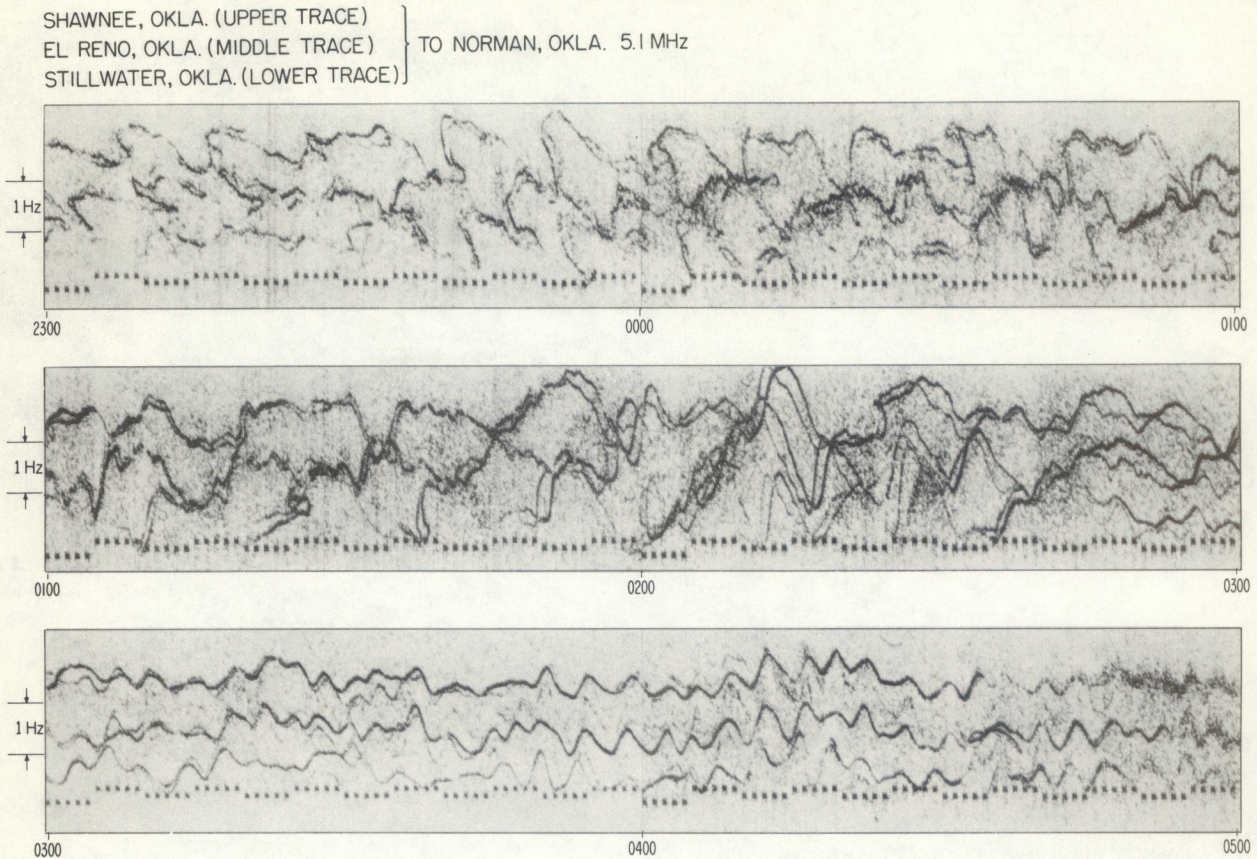 SHAWNEE, OKLA. (UPPER TRACE)
EL RENO, OKLA. (MIDDLE TRACE)
STILLWATER, OKLA. (LOWER TRACE)
TO NORMAN, OKLA. 5.1 MHz
1 Hz
2300 0000 0100
1 Hz
0100 0200 0300
1 Hz
0300 0400 0500